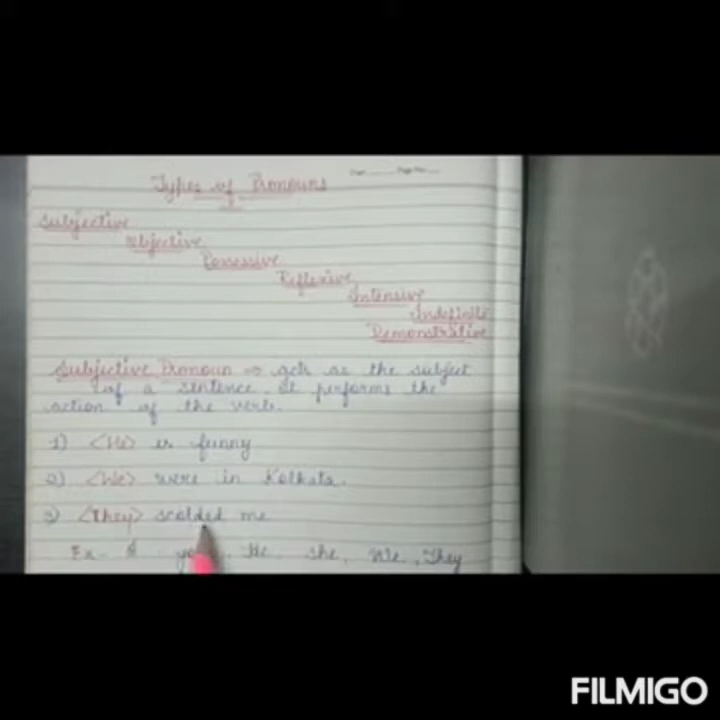 Types of Pronouns
Subjective
Objective
Possessive
Reflexive
Intensive
Indefinite
Demonstrative
Subjective Pronoun → acts as the subject
of a sentence. It performs the
action of the verb.
1) <He> is funny
2) <We> were in Kolkata.
3) <They> scolded me
Ex - I you, He, she, We, They
FILMIGO